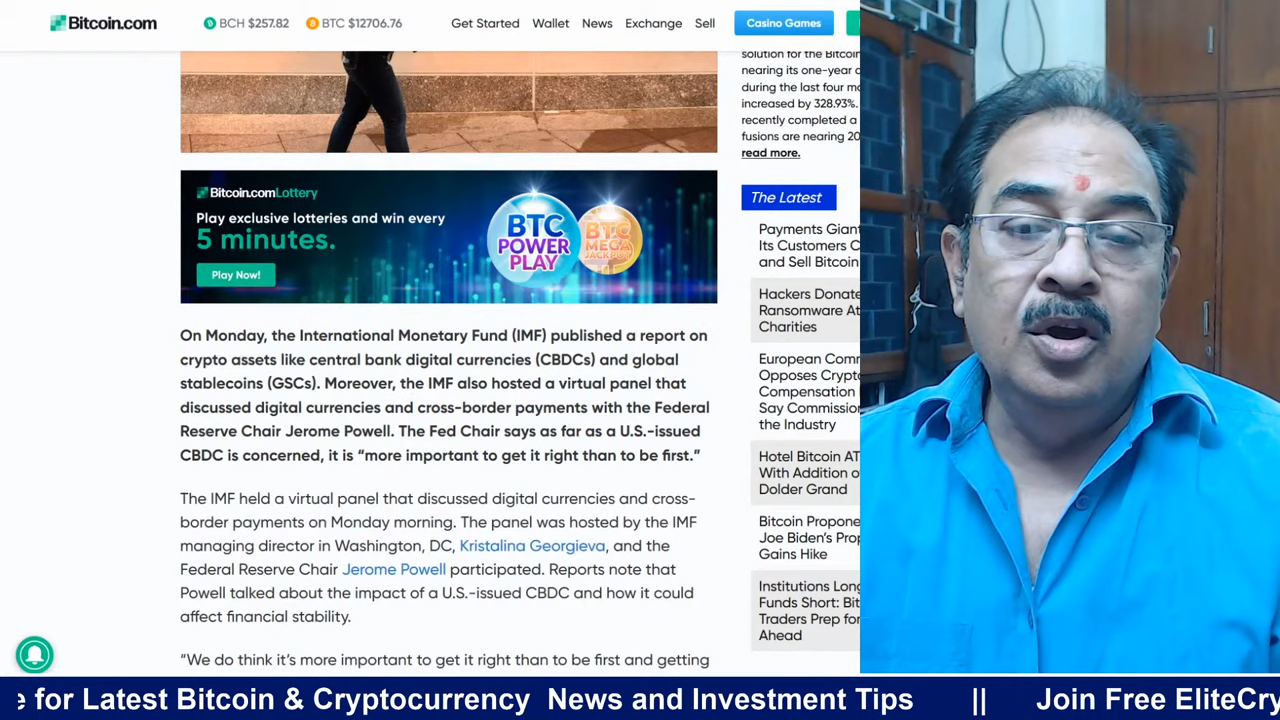 Bitcoin.com
BCH $257.82
BTC $12706.76
Get Started
Wallet
News
Exchange
Sell
Casino Games
solution for the Bitcoin
nearing its one-year
during the last four
increased by 328.93%.
recently completed a
fusions are nearing
read more.
Bitcoin.com Lottery
Play exclusive lotteries and win every
5 minutes.
Play Now!
BTC
POWER
PLAY
BTC
MEGA
JACKPOT
The Latest
Payments Giant
Its Customers
and Sell Bitcoin
Hackers Donate
Ransomware
Charities
European
Opposes
Compensation
Say
the Industry
Hotel Bitcoin
With Addition
Dolder Grand
Bitcoin
Joe Biden's
Gains Hike
Institutions
Funds Short:
Traders Prep for
Ahead
On Monday, the International Monetary Fund (IMF) published a report on
crypto assets like central bank digital currencies (CBDCs) and global
stablecoins (GSCs). Moreover, the IMF also hosted a virtual panel that
discussed digital currencies and cross-border payments with the Federal
Reserve Chair Jerome Powell. The Fed Chair says as far as a U.S.-issued
CBDC is concerned, it is “more important to get it right than to be first.”
The IMF held a virtual panel that discussed digital currencies and cross-
border payments on Monday morning. The panel was hosted by the IMF
managing director in Washington, DC, Kristalina Georgieva, and the
Federal Reserve Chair Jerome Powell participated. Reports note that
Powell talked about the impact of a U.S.-issued CBDC and how it could
affect financial stability.
“We do think it’s more important to get it right than to be first and getting
e for Latest Bitcoin & Cryptocurrency News and Investment Tips || Join Free EliteCry